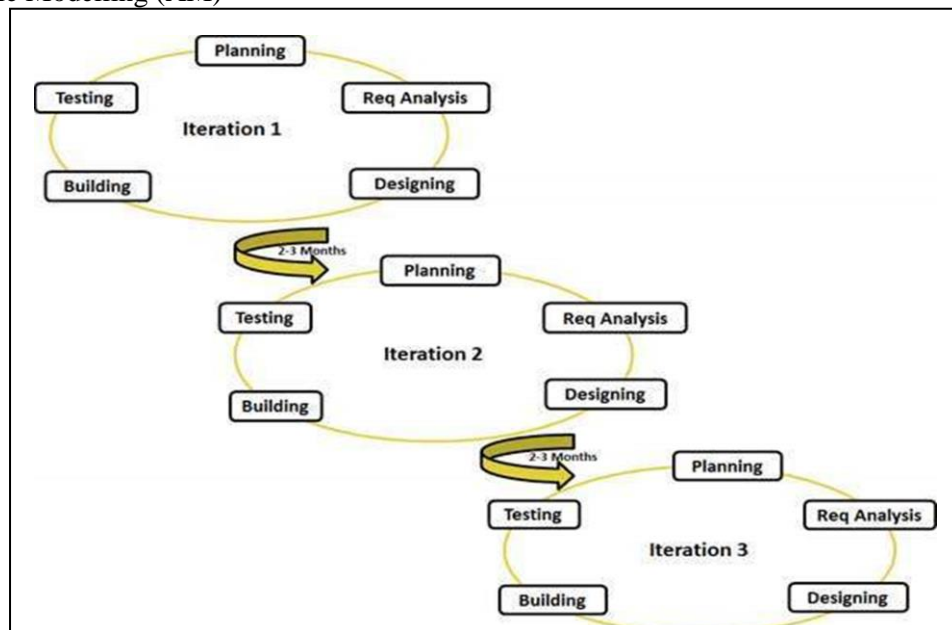 Planning
Testing
Req Analysis
Iteration 1
Building
Designing
2-3 Months
Planning
Testing
Req Analysis
Iteration 2
Building
Designing
2-3 Months
Planning
Testing
Req Analysis
Iteration 3
Building
Designing